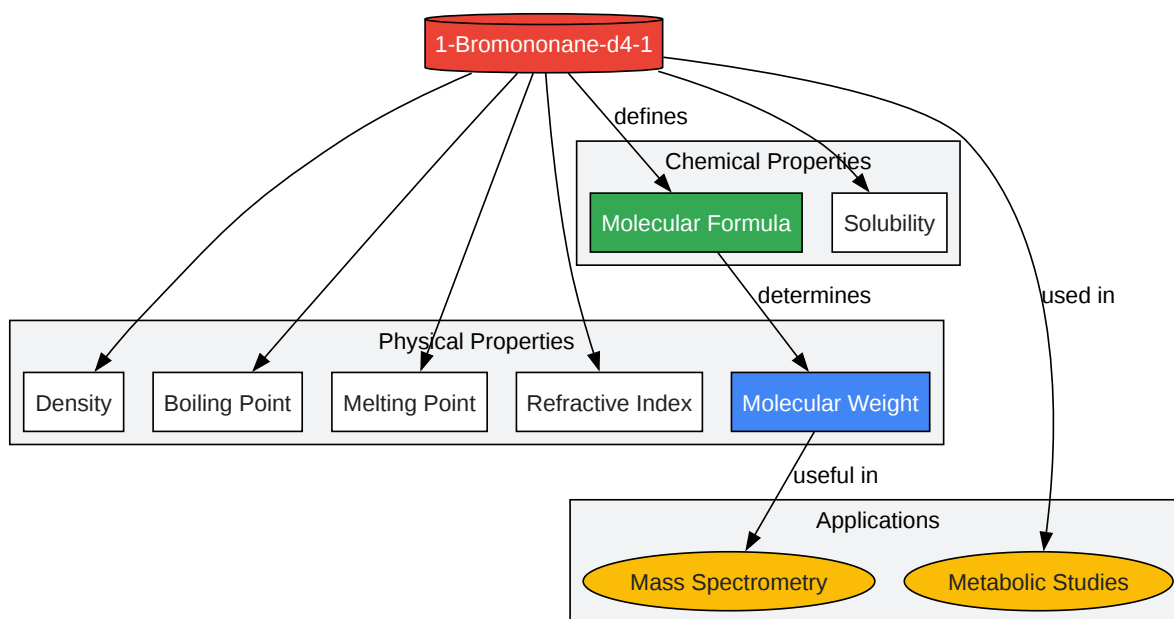 1-Bromononane-d4-1
defines
Chemical Properties
Molecular Formula
Solubility
determines
used in
Physical Properties
Density
Boiling Point
Melting Point
Refractive Index
Molecular Weight
useful in
Applications
Mass Spectrometry
Metabolic Studies